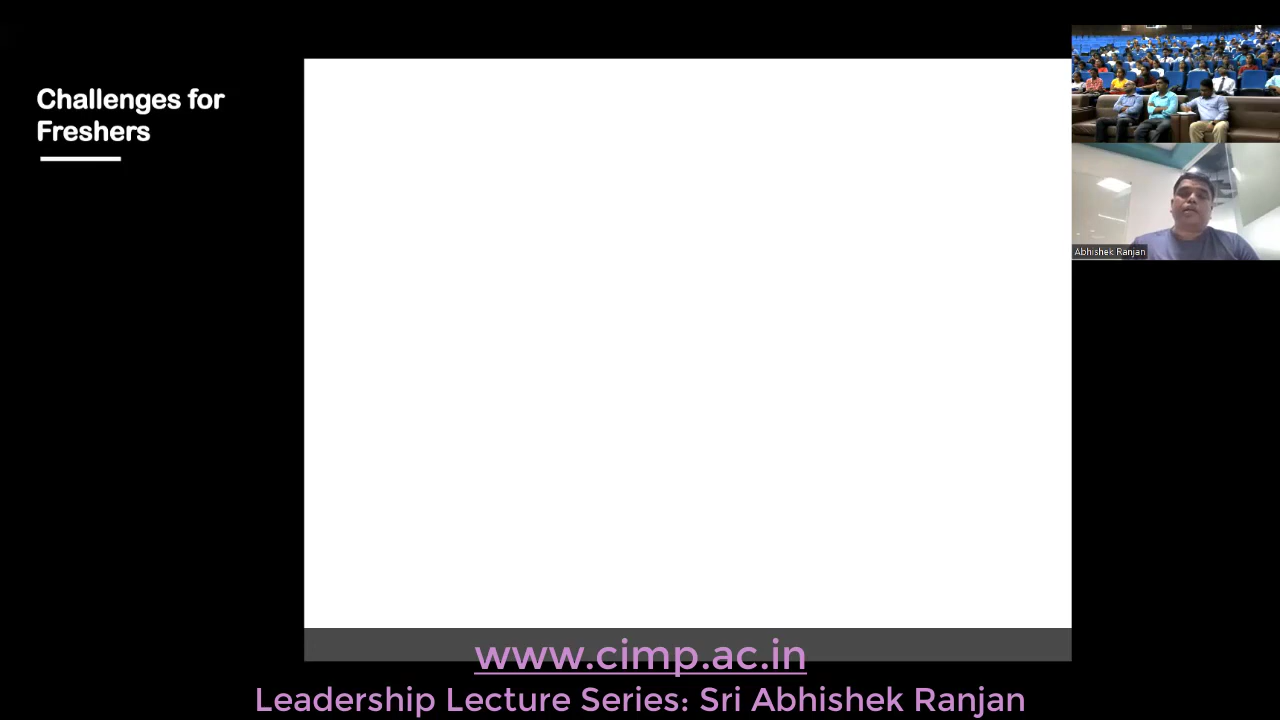 Challenges for
Freshers
Abhishek Ranjan
www.cimp.ac.in
Leadership Lecture Series: Sri Abhishek Ranjan